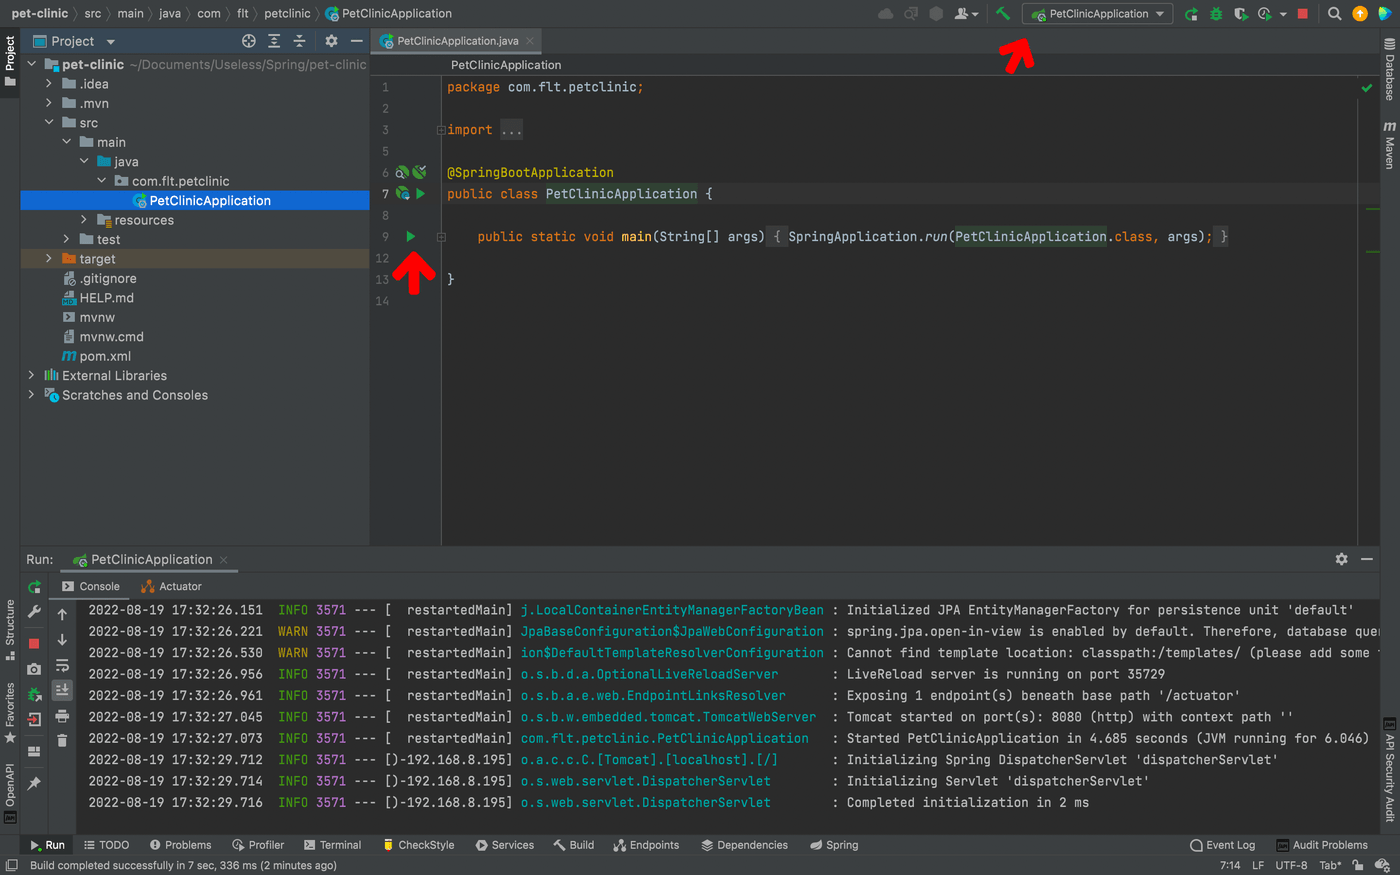 pet-clinic src main java com flt petclinic PetClinicApplication
PetClinicApplication
Project
Project
PetClinicApplication.java
pet-clinic ~/Documents/Useless/Spring/pet-clinic
.idea
.mvn
src
main
java
com.flt.petclinic
PetClinicApplication
resources
test
target
.gitignore
HELP.md
mvnw
mvnw.cmd
pom.xml
External Libraries
Scratches and Consoles
PetClinicApplication
1 package com.flt.petclinic;
2
3 import ...
5
6 @SpringBootApplication
7 public class PetClinicApplication {
8
9 public static void main(String[] args) { SpringApplication.run(PetClinicApplication.class, args); }
12
13 }
14
Database
m Maven
Run: PetClinicApplication
Console Actuator
2022-08-19 17:32:26.151 INFO 3571 --- [ restartedMain] j.LocalContainerEntityManagerFactoryBean : Initialized JPA EntityManagerFactory for persistence unit 'default'
2022-08-19 17:32:26.221 WARN 3571 --- [ restartedMain] JpaBaseConfiguration$JpaWebConfiguration : spring.jpa.open-in-view is enabled by default. Therefore, database que
2022-08-19 17:32:26.530 WARN 3571 --- [ restartedMain] ion$DefaultTemplateResolverConfiguration : Cannot find template location: classpath:/templates/ (please add some
2022-08-19 17:32:26.956 INFO 3571 --- [ restartedMain] o.s.b.d.a.OptionalLiveReloadServer : LiveReload server is running on port 35729
2022-08-19 17:32:26.961 INFO 3571 --- [ restartedMain] o.s.b.a.e.web.EndpointLinksResolver : Exposing 1 endpoint(s) beneath base path '/actuator'
2022-08-19 17:32:27.045 INFO 3571 --- [ restartedMain] o.s.b.w.embedded.tomcat.TomcatWebServer : Tomcat started on port(s): 8080 (http) with context path ''
2022-08-19 17:32:27.073 INFO 3571 --- [ restartedMain] com.flt.petclinic.PetClinicApplication : Started PetClinicApplication in 4.685 seconds (JVM running for 6.046)
2022-08-19 17:32:29.712 INFO 3571 --- [)-192.168.8.195] o.a.c.c.C.[Tomcat].[localhost].[/] : Initializing Spring DispatcherServlet 'dispatcherServlet'
2022-08-19 17:32:29.714 INFO 3571 --- [)-192.168.8.195] o.s.web.servlet.DispatcherServlet : Initializing Servlet 'dispatcherServlet'
2022-08-19 17:32:29.716 INFO 3571 --- [)-192.168.8.195] o.s.web.servlet.DispatcherServlet : Completed initialization in 2 ms
Structure
Favorites
OpenAPI
API Security Audit
Run TODO Problems Profiler Terminal CheckStyle Services Build Endpoints Dependencies Spring Event Log Audit Problems
Build completed successfully in 7 sec, 336 ms (2 minutes ago) 7:14 LF UTF-8 Tab*